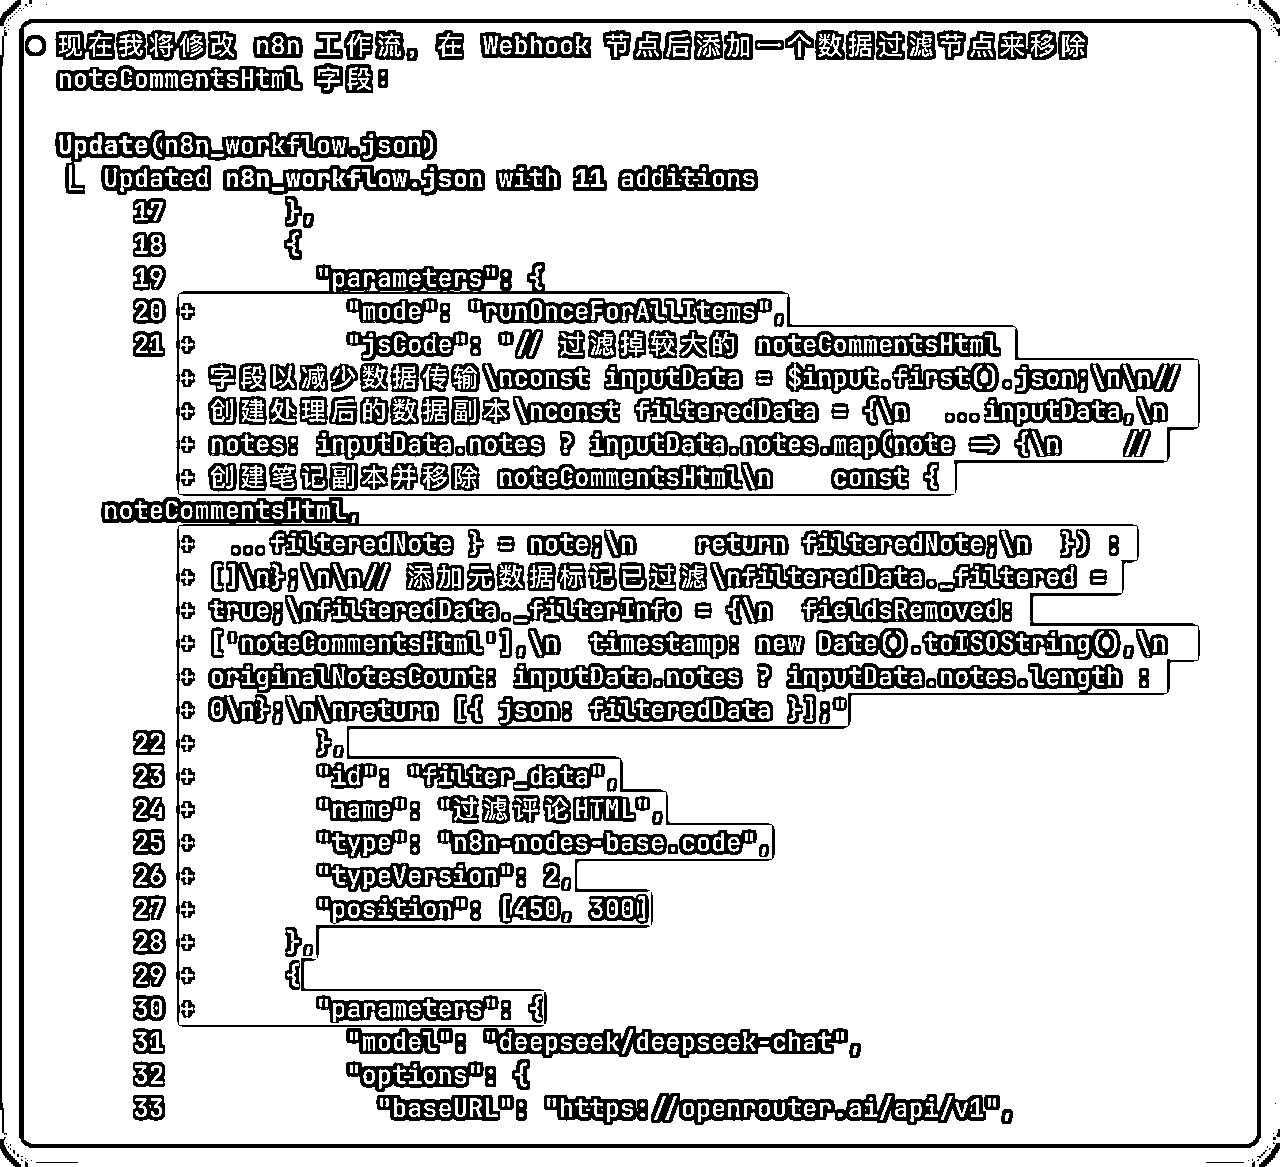 现在我将修改 n8n 工作流, 在 Webhook 节点后添加一个数据过滤节点来移除
noteCommentsHtml 字段:
Update(n8n_workflow.json)
⎿ Updated n8n_workflow.json with 11 additions
17        },
18        {
19          "parameters": {
20 +          "mode": "runOnceForAllItems",
21 +          "jsCode": "// 过滤掉较大的 noteCommentsHtml
+ 字段以减少数据传输\nconst inputData = $input.first().json;\n\n//
+ 创建处理后的数据副本\nconst filteredData = {\n  ...inputData,\n
+ notes: inputData.notes ? inputData.notes.map(note => {\n    //
+ 创建笔记副本并移除 noteCommentsHtml\n    const {
noteCommentsHtml,
+  ...filteredNote } = note;\n    return filteredNote;\n  }) :
+ []\n};\n\n// 添加元数据标记已过滤\nfilteredData._filtered =
+ true;\nfilteredData._filterInfo = {\n  fieldsRemoved:
+ ['noteCommentsHtml'],\n  timestamp: new Date().toISOString(),\n
+ originalNotesCount: inputData.notes ? inputData.notes.length :
+ 0\n};\n\nreturn [{ json: filteredData }];"
22 +        },
23 +        "id": "filter_data",
24 +        "name": "过滤评论HTML",
25 +        "type": "n8n-nodes-base.code",
26 +        "typeVersion": 2,
27 +        "position": [450, 300]
28 +      },
29 +      {
30 +        "parameters": {
31            "model": "deepseek/deepseek-chat",
32            "options": {
33              "baseURL": "https://openrouter.ai/api/v1",